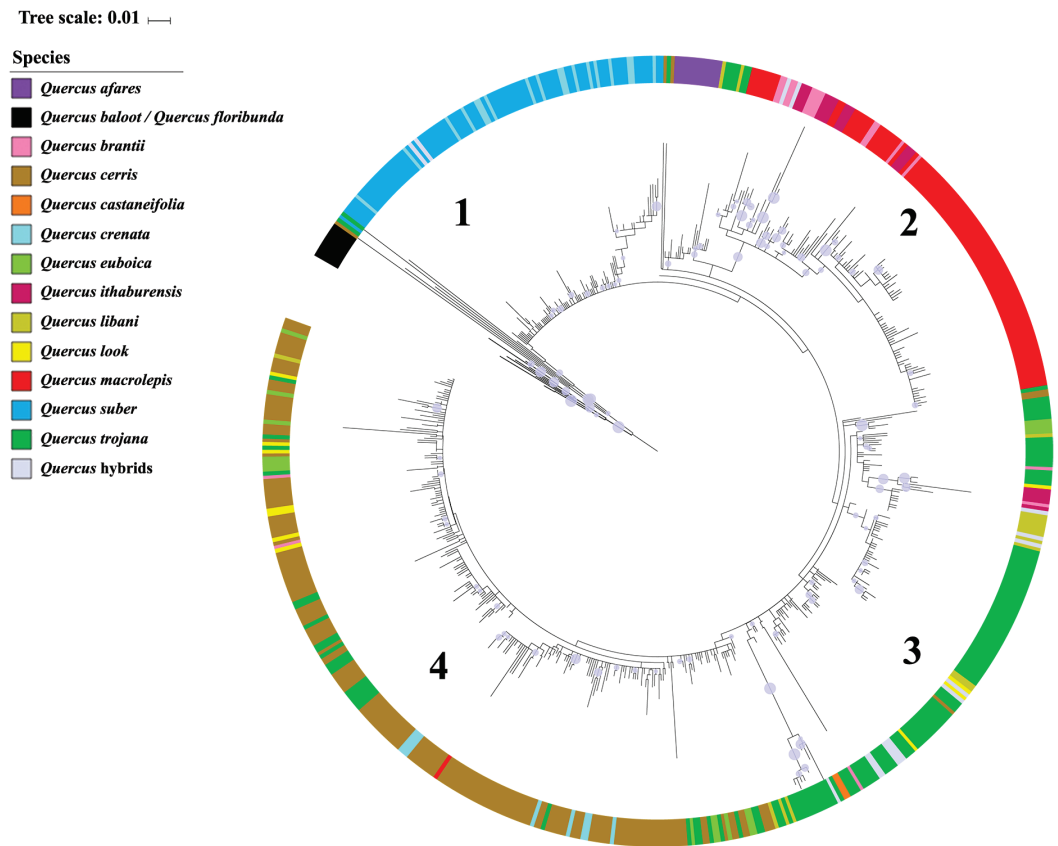 Tree scale: 0.01
Species
Quercus afares
Quercus baloot / Quercus floribunda
Quercus brantii
Quercus cerris
Quercus castaneifolia
Quercus crenata
Quercus euboica
Quercus ithaburensis
Quercus libani
Quercus look
Quercus macrolepis
Quercus suber
Quercus trojana
Quercus hybrids
1
2
3
4